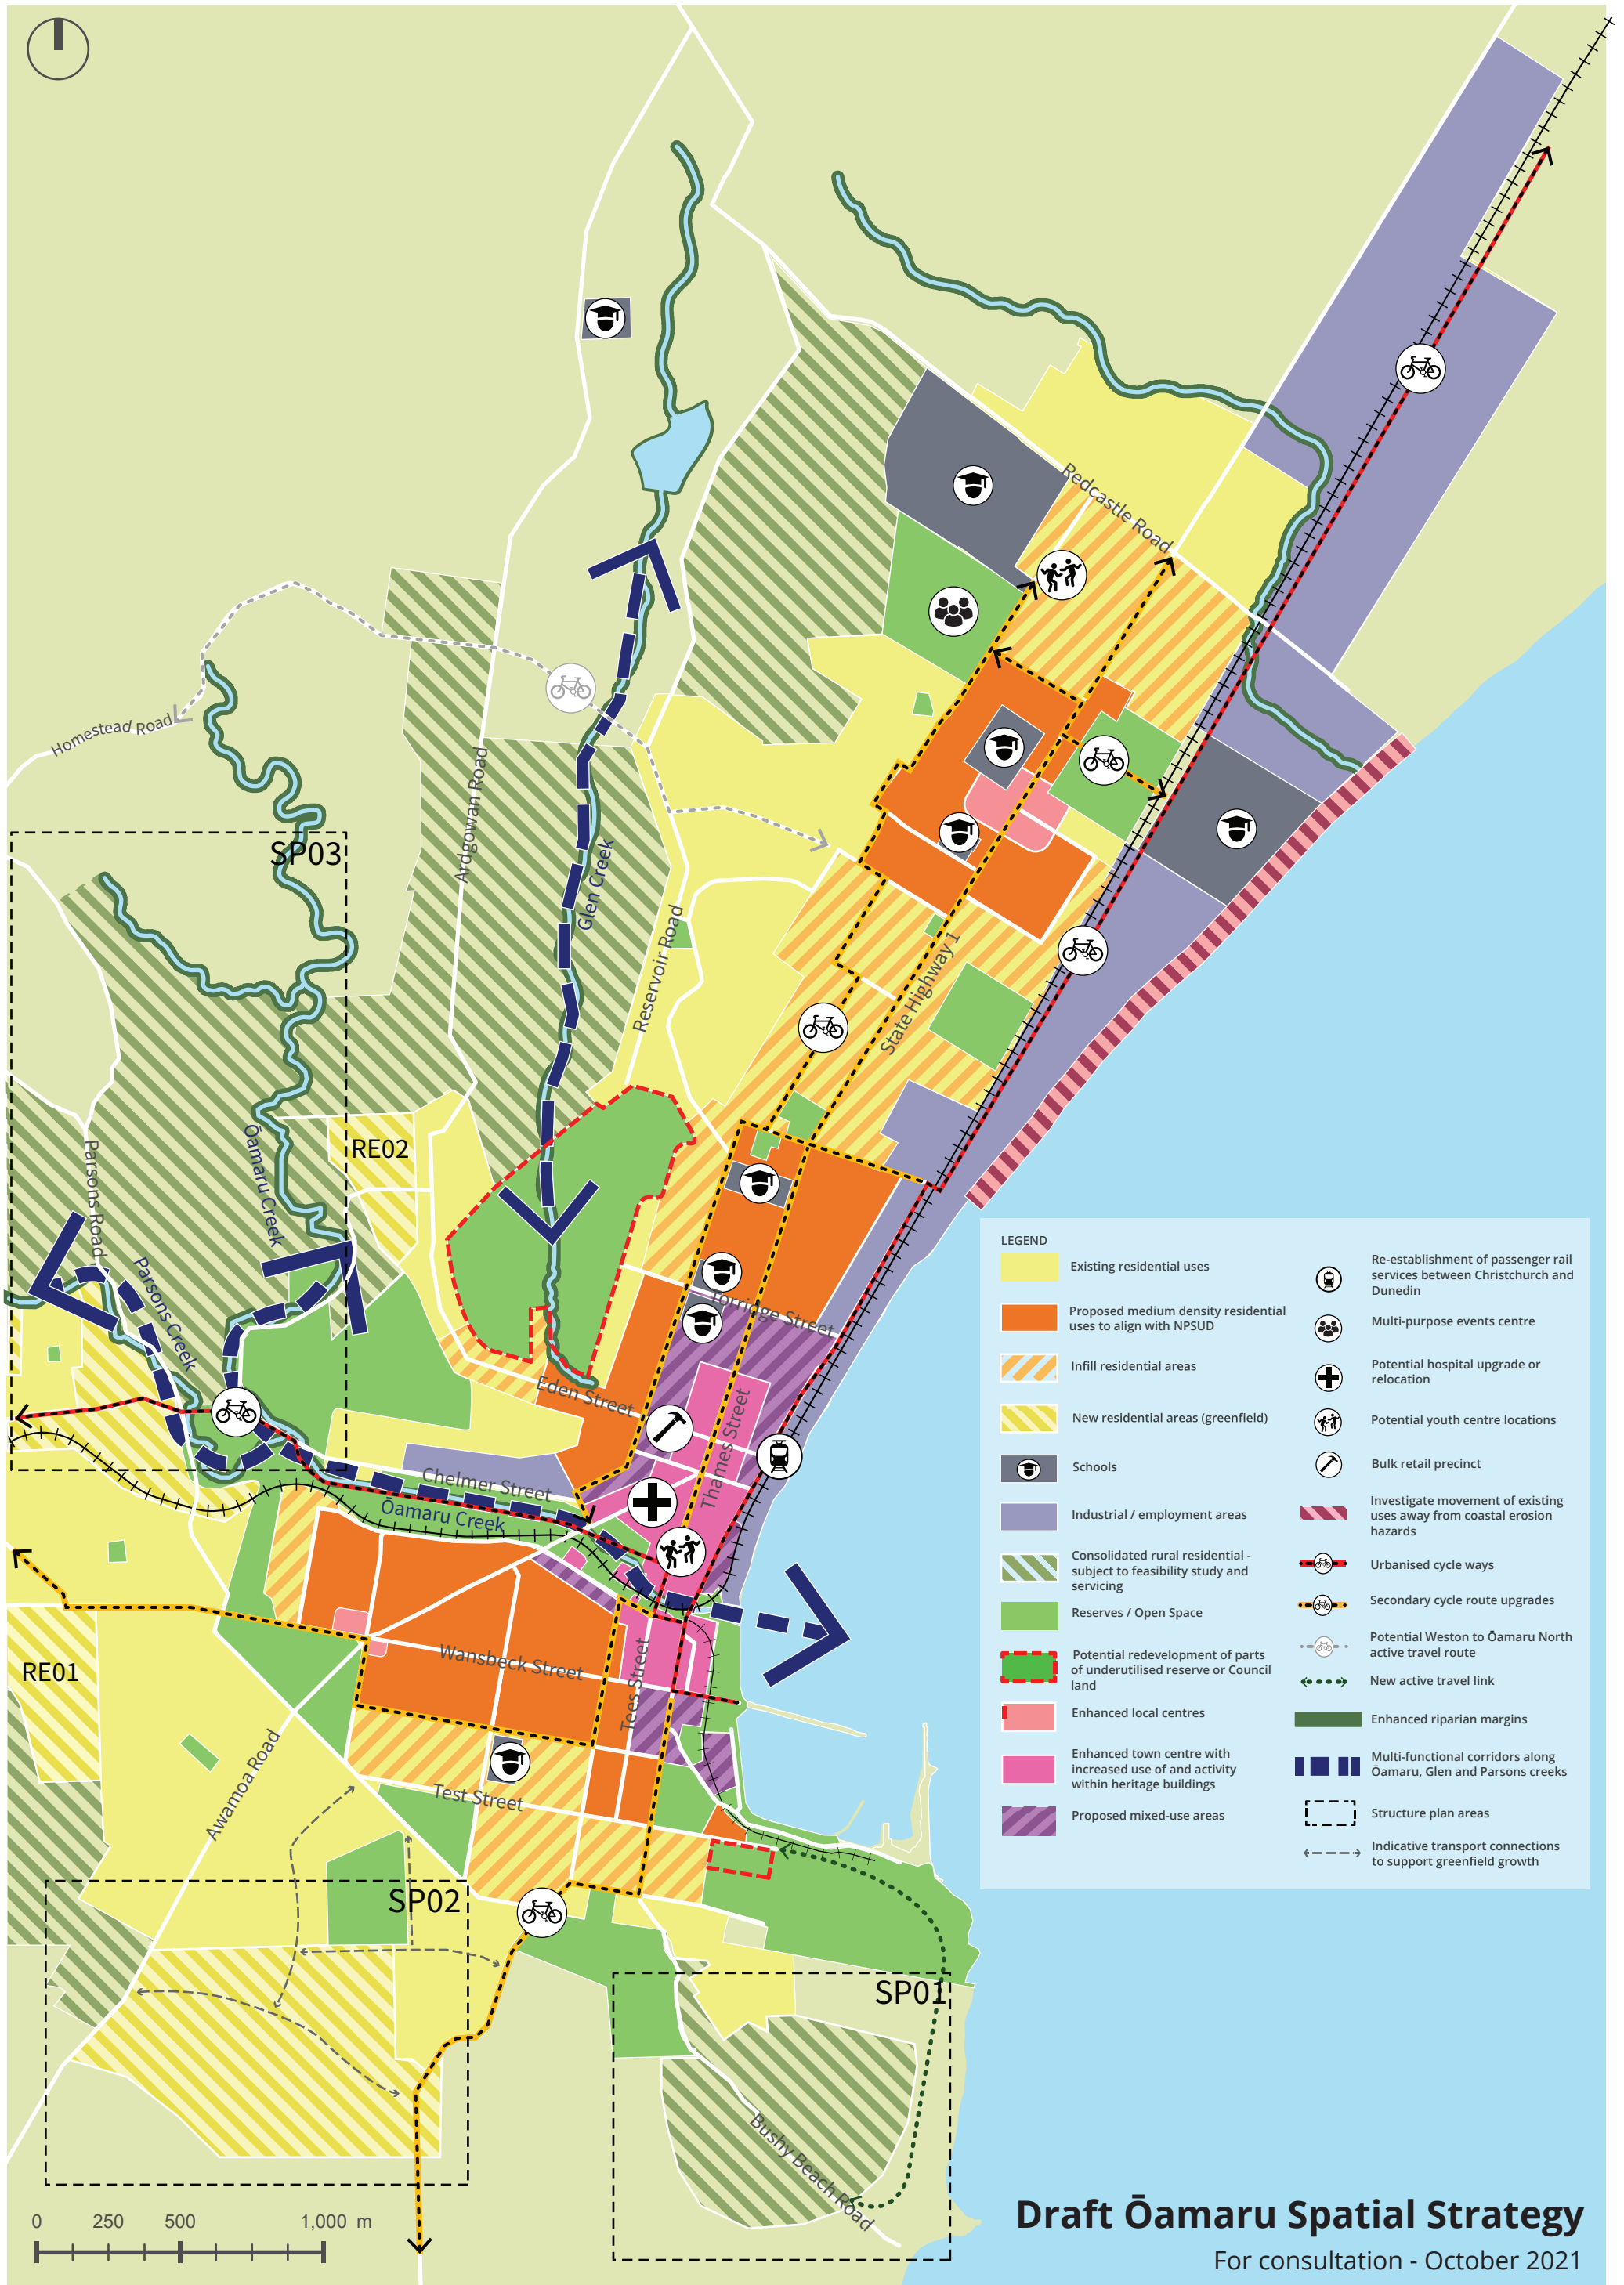 Redcastle Road
Homestead Road
Ardgowan Road
SP03
Glen Creek
Reservoir Road
State Highway 1
RE02
Ōamaru Creek
Parsons Road
Parsons Creek
Torridge Street
Eden Street
Thames Street
Chelmer Street
Ōamaru Creek
Wansbeck Street
Tees Street
RE01
Awamoa Road
Test Street
SP02
SP01
Bushy Beach Road
LEGEND
Existing residential uses
Proposed medium density residential
uses to align with NPSUD
Infill residential areas
New residential areas (greenfield)
Schools
Industrial / employment areas
Consolidated rural residential -
subject to feasibility study and
servicing
Reserves / Open Space
Potential redevelopment of parts
of underutilised reserve or Council
land
Enhanced local centres
Enhanced town centre with
increased use of and activity
within heritage buildings
Proposed mixed-use areas
Re-establishment of passenger rail
services between Christchurch and
Dunedin
Multi-purpose events centre
Potential hospital upgrade or
relocation
Potential youth centre locations
Bulk retail precinct
Investigate movement of existing
uses away from coastal erosion
hazards
Urbanised cycle ways
Secondary cycle route upgrades
Potential Weston to Ōamaru North
active travel route
New active travel link
Enhanced riparian margins
Multi-functional corridors along
Ōamaru, Glen and Parsons creeks
Structure plan areas
Indicative transport connections
to support greenfield growth
0 250 500 1,000 m
Draft Ōamaru Spatial Strategy
For consultation - October 2021